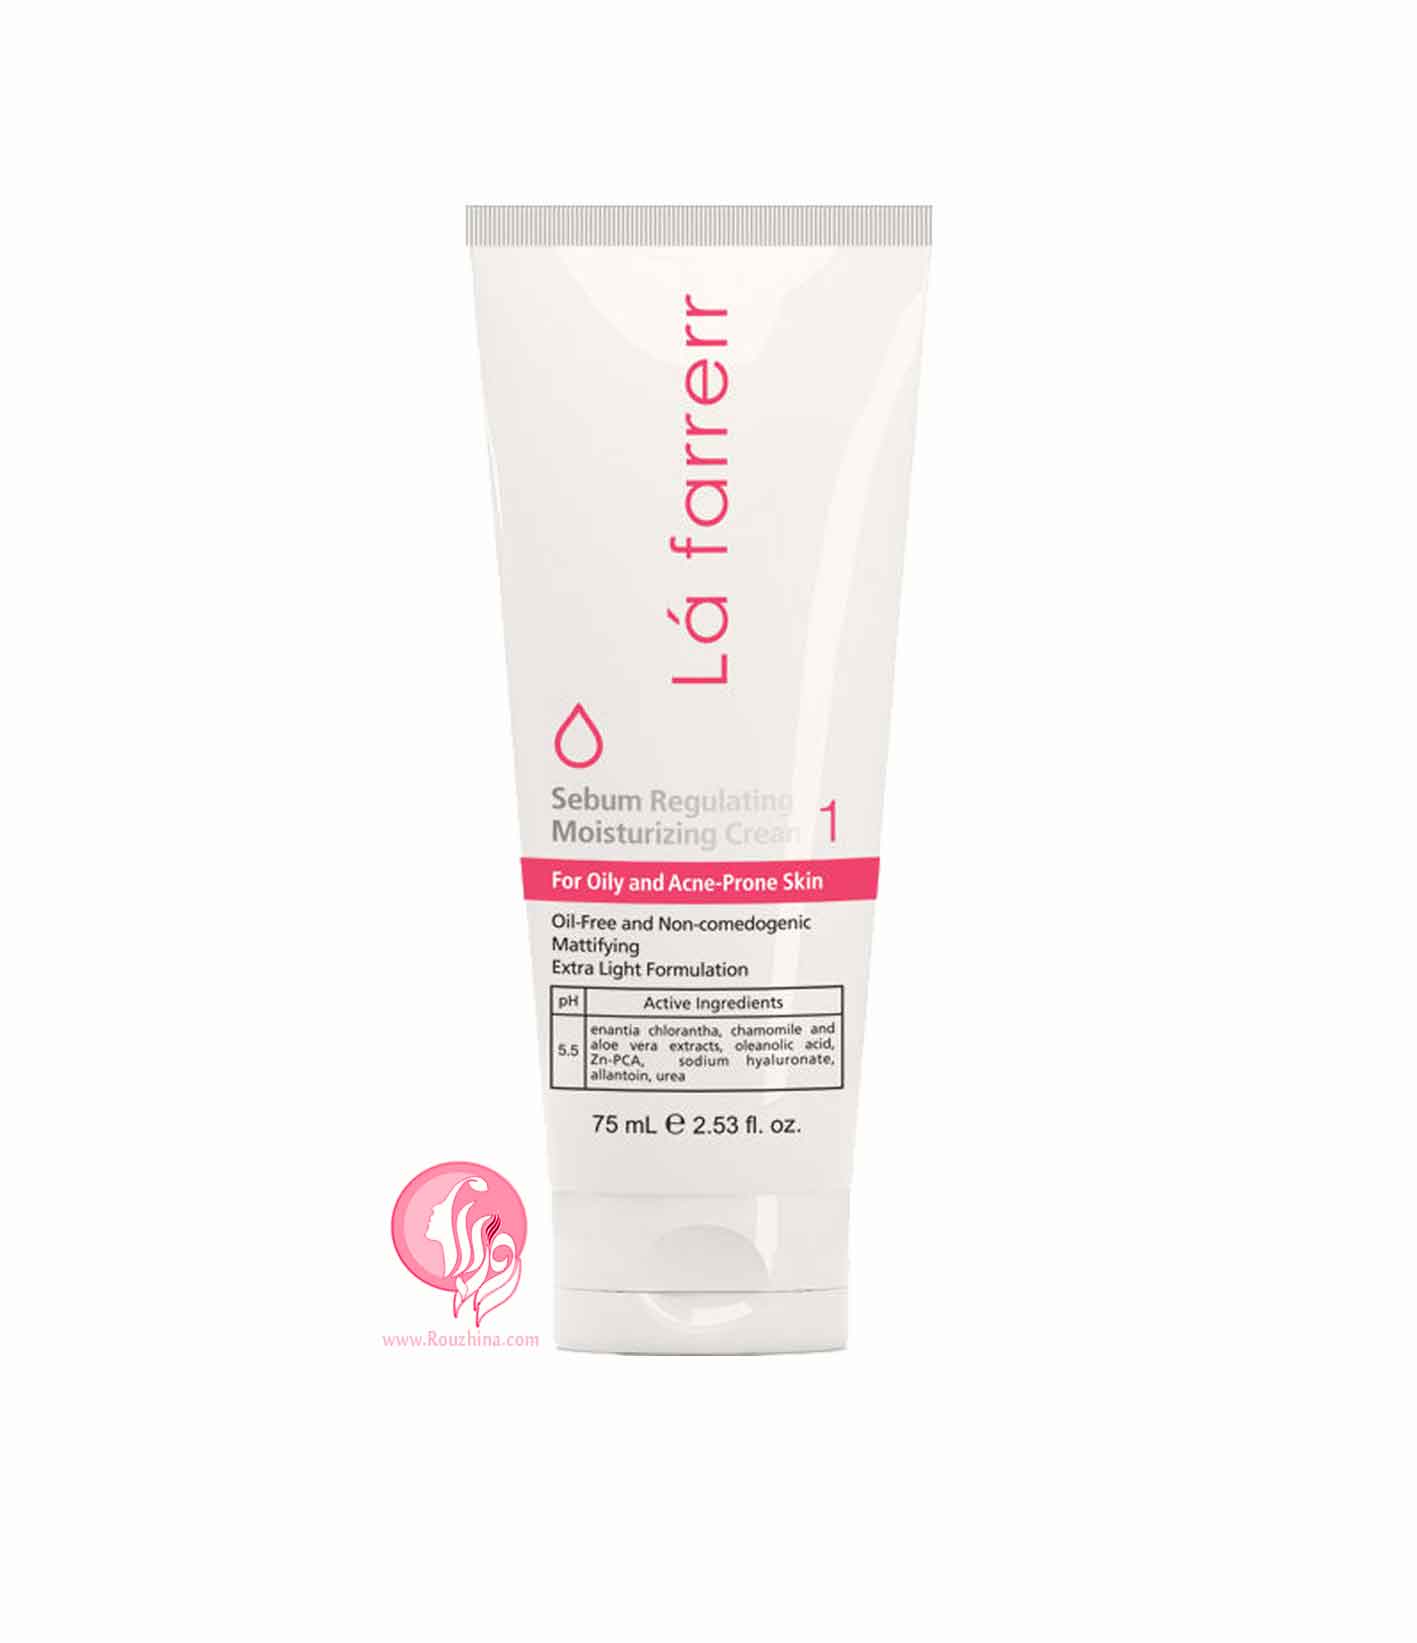 Lá farrerr
Sebum Regulating
Moisturizing Cream
1
For Oily and Acne-Prone Skin
Oil-Free and Non-comedogenic
Mattifying
Extra Light Formulation
pH
Active Ingredients
5.5
enantia chlorantha, chamomile and
aloe vera extracts, oleanolic acid,
Zn-PCA, sodium hyaluronate,
allantoin, urea
75 mL ℮ 2.53 fl. oz.
روژینا
www.Rouzhina.com